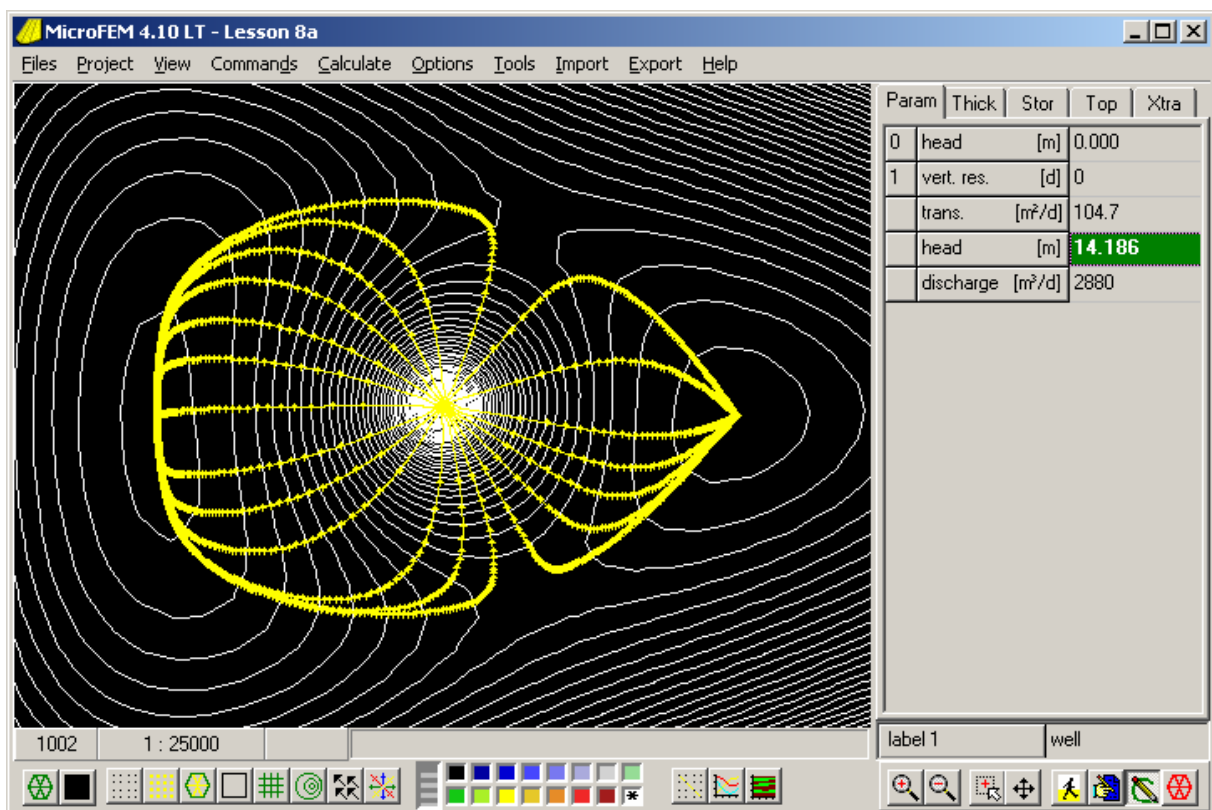 MicroFEM 4.10 LT - Lesson 8a
Files Project View Commands Calculate Options Tools Import Export Help
Param Thick Stor Top Xtra
0 head [m] 0.000
1 vert. res. [d] 0
trans. [m²/d] 104.7
head [m] 14.186
discharge [m³/d] 2880
1002 1 : 25000
label 1 well